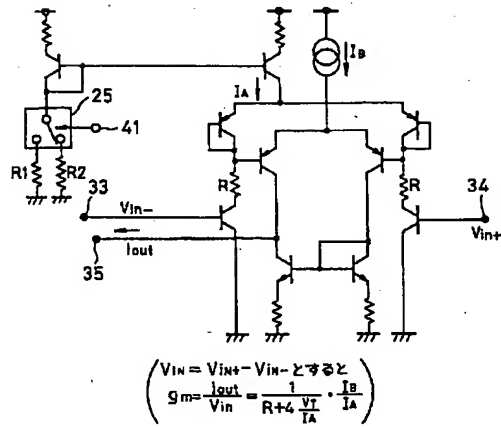 IB
IA
25
41
R1
R2
33
Vin-
35
Iout
R
R
34
Vin+
VIN = VIN+ - VIN- とすると
gm = Iout/Vin = 1/(R+4 VT/IA) · IB/IA